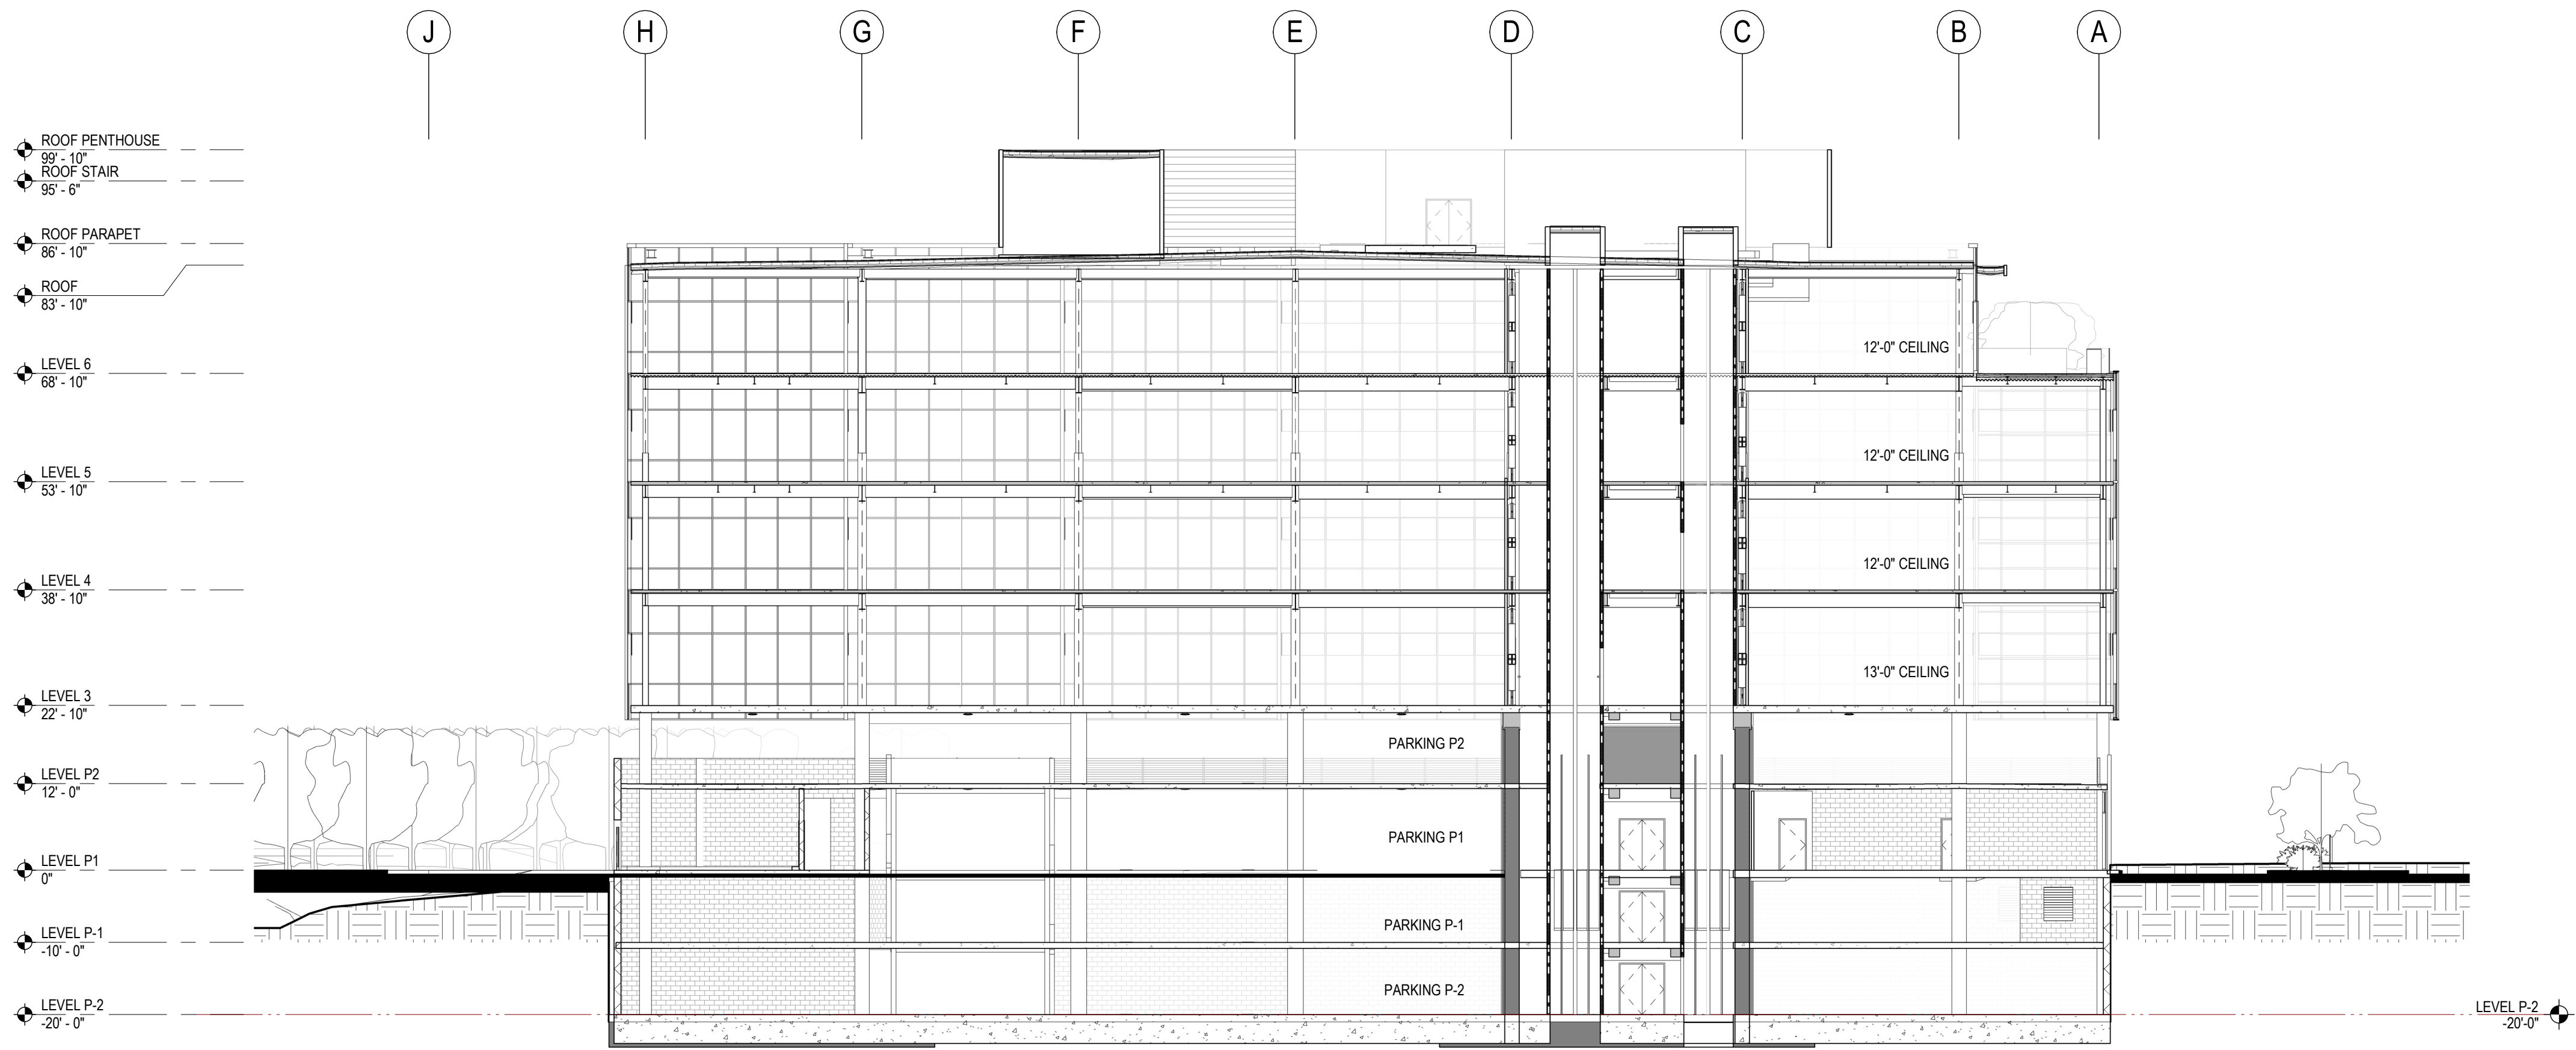 J
H
G
F
E
D
C
B
A
ROOF PENTHOUSE
99' - 10"
ROOF STAIR
95' - 6"
ROOF PARAPET
86' - 10"
ROOF
83' - 10"
LEVEL 6
68' - 10"
12'-0" CEILING
LEVEL 5
53' - 10"
12'-0" CEILING
LEVEL 4
38' - 10"
12'-0" CEILING
LEVEL 3
22' - 10"
13'-0" CEILING
LEVEL P2
12' - 0"
PARKING P2
LEVEL P1
0"
PARKING P1
LEVEL P-1
-10' - 0"
PARKING P-1
LEVEL P-2
-20' - 0"
PARKING P-2
LEVEL P-2
-20'-0"